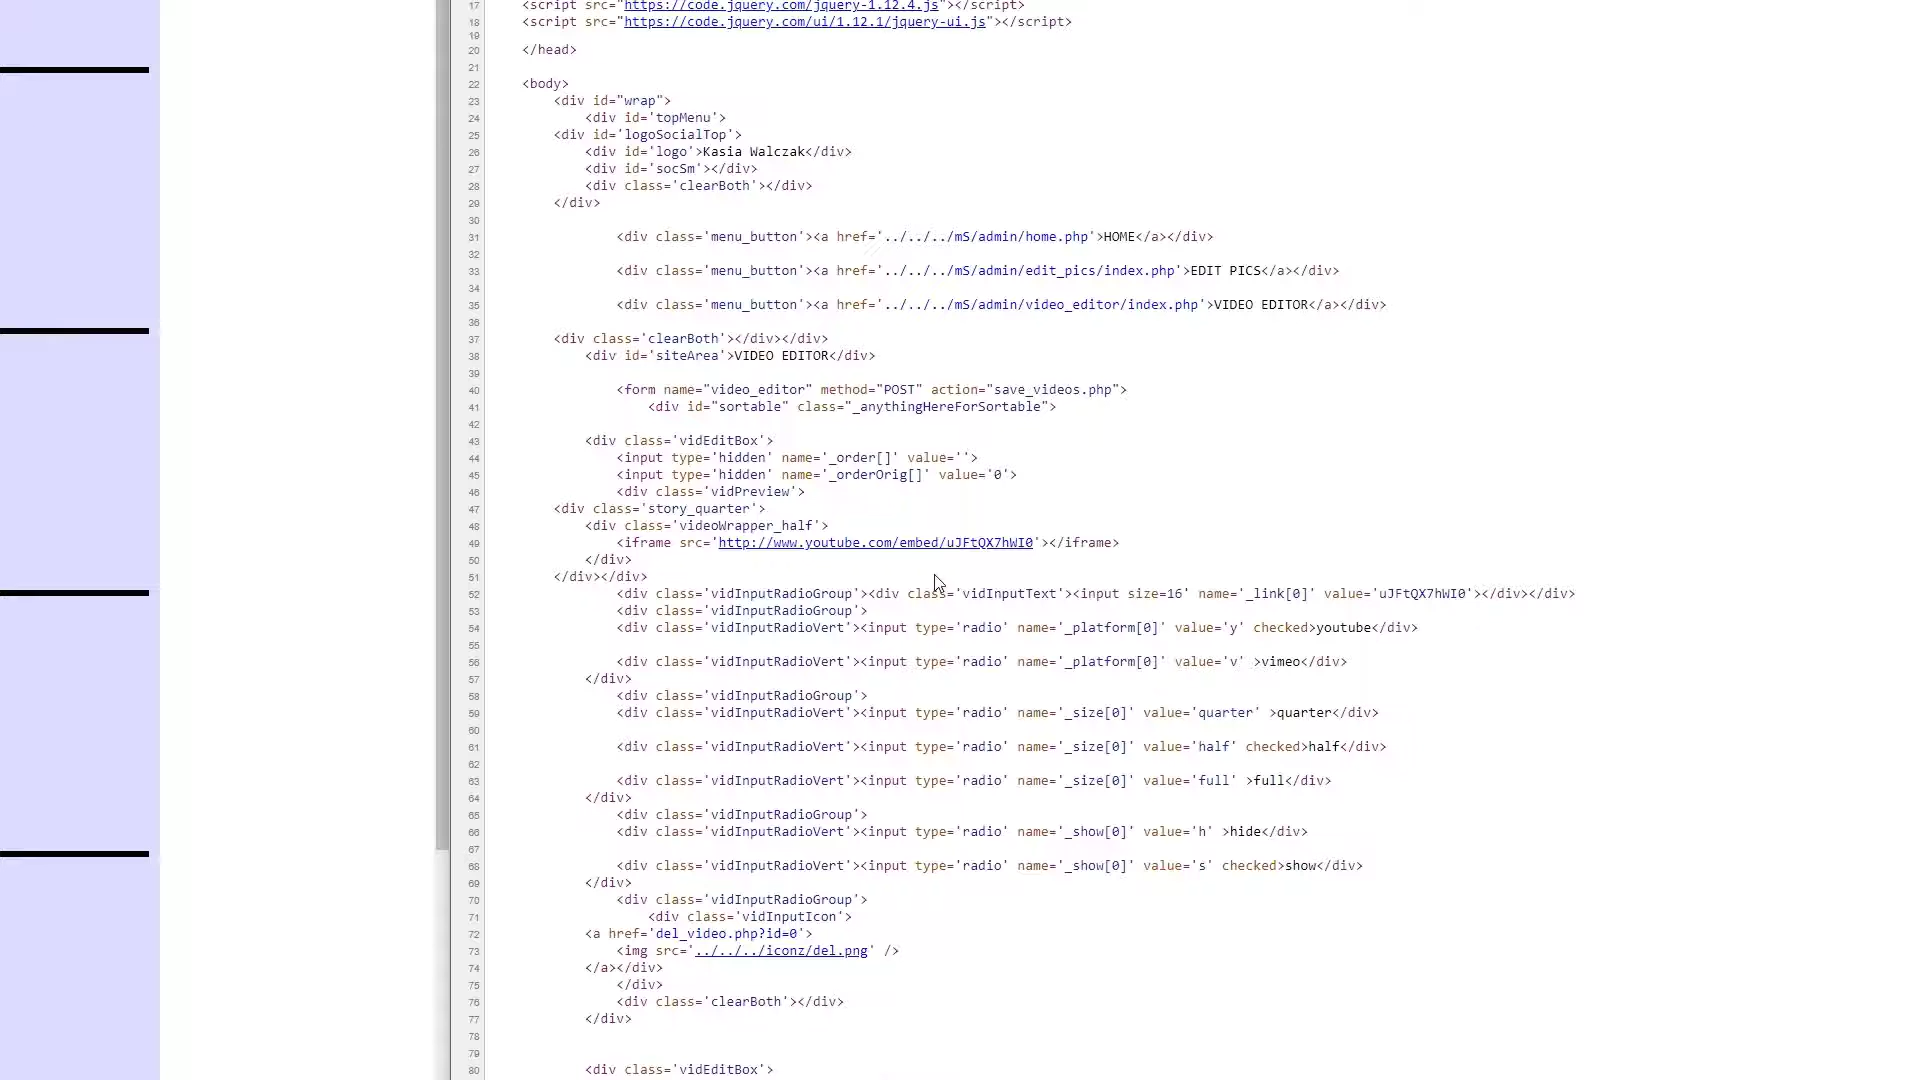 17 <script src="https://code.jquery.com/jquery-1.12.4.js"></script>
18 <script src="https://code.jquery.com/ui/1.12.1/jquery-ui.js"></script>
19
20 </head>
21
22 <body>
23 <div id="wrap">
24 <div id='topMenu'>
25 <div id='logoSocialTop'>
26 <div id='logo'>Kasia Walczak</div>
27 <div id='socSm'></div>
28 <div class='clearBoth'></div>
29 </div>
30
31 <div class='menu_button'><a href='../../../mS/admin/home.php'>HOME</a></div>
32
33 <div class='menu_button'><a href='../../../mS/admin/edit_pics/index.php'>EDIT PICS</a></div>
34
35 <div class='menu_button'><a href='../../../mS/admin/video_editor/index.php'>VIDEO EDITOR</a></div>
36
37 <div class='clearBoth'></div></div>
38 <div id='siteArea'>VIDEO EDITOR</div>
39
40 <form name="video_editor" method="POST" action="save_videos.php">
41 <div id="sortable" class="_anythingHereForSortable">
42
43 <div class='vidEditBox'>
44 <input type='hidden' name='_order[]' value=''>
45 <input type='hidden' name='_orderOrig[]' value='0'>
46 <div class='vidPreview'>
47 <div class='story_quarter'>
48 <div class='videoWrapper_half'>
49 <iframe src='http://www.youtube.com/embed/uJFtQX7hWI0'></iframe>
50 </div>
51 </div></div>
52 <div class='vidInputRadioGroup'><div class='vidInputText'><input size=16' name='_link[0]' value='uJFtQX7hWI0'></div></div>
53 <div class='vidInputRadioGroup'>
54 <div class='vidInputRadioVert'><input type='radio' name='_platform[0]' value='y' checked>youtube</div>
55
56 <div class='vidInputRadioVert'><input type='radio' name='_platform[0]' value='v' >vimeo</div>
57 </div>
58 <div class='vidInputRadioGroup'>
59 <div class='vidInputRadioVert'><input type='radio' name='_size[0]' value='quarter' >quarter</div>
60
61 <div class='vidInputRadioVert'><input type='radio' name='_size[0]' value='half' checked>half</div>
62
63 <div class='vidInputRadioVert'><input type='radio' name='_size[0]' value='full' >full</div>
64 </div>
65 <div class='vidInputRadioGroup'>
66 <div class='vidInputRadioVert'><input type='radio' name='_show[0]' value='h' >hide</div>
67
68 <div class='vidInputRadioVert'><input type='radio' name='_show[0]' value='s' checked>show</div>
69 </div>
70 <div class='vidInputRadioGroup'>
71 <div class='vidInputIcon'>
72 <a href='del_video.php?id=0'>
73 <img src='../../../iconz/del.png' />
74 </a></div>
75 </div>
76 <div class='clearBoth'></div>
77 </div>
78
79
80 <div class='vidEditBox'>